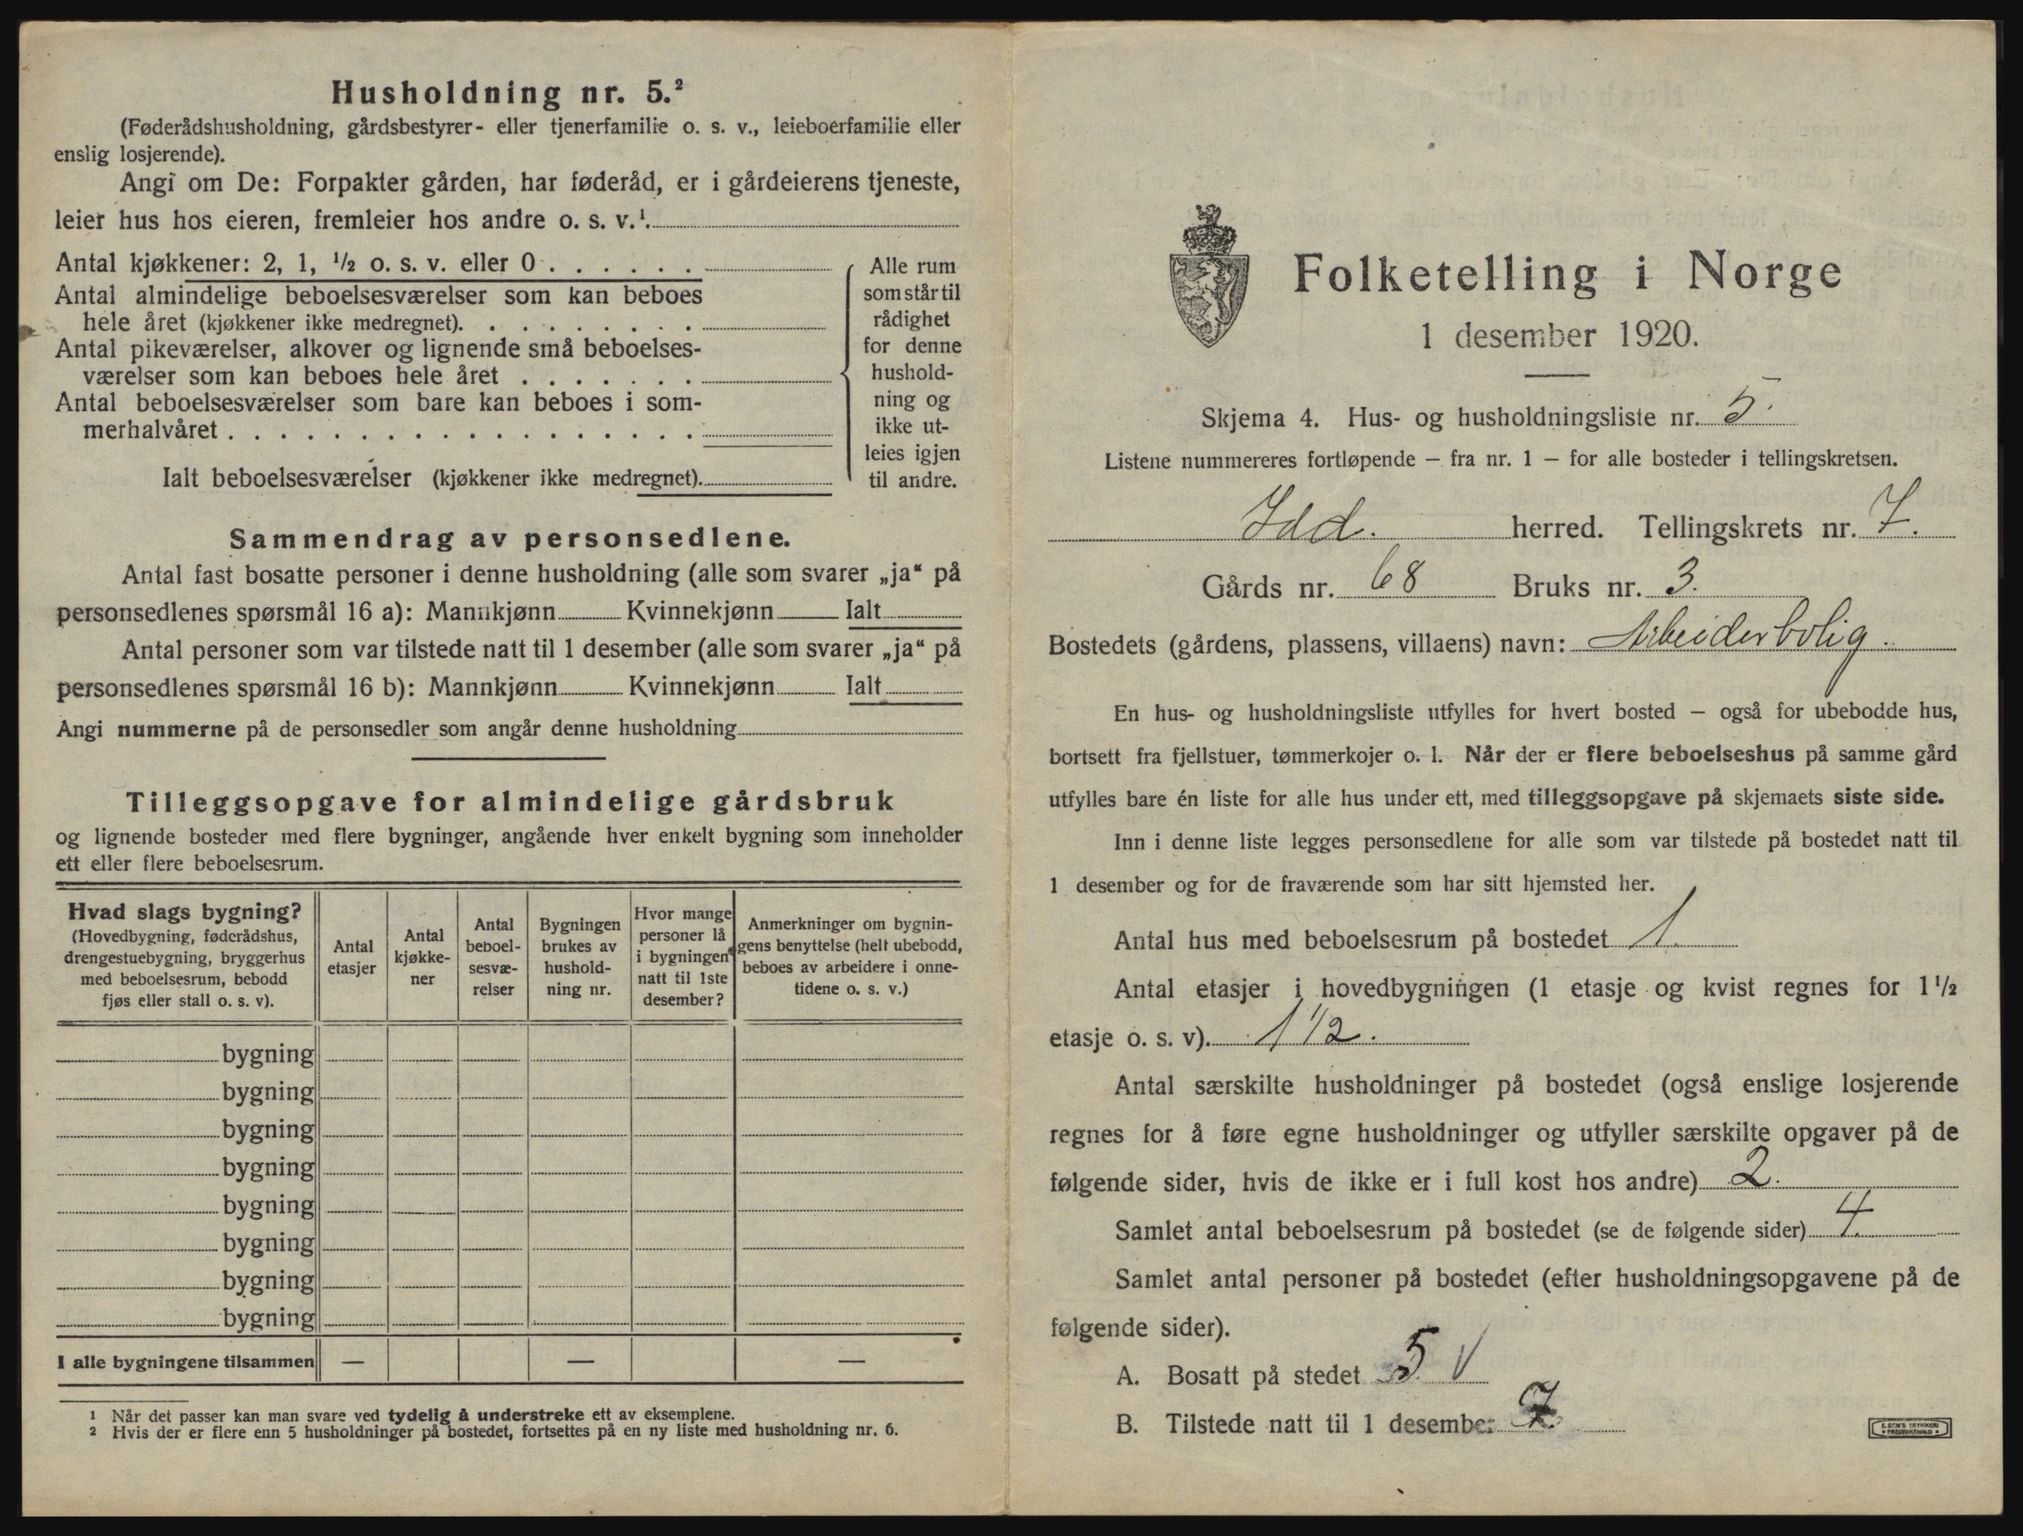 Husholdning nr. 5.²
(Føderådshusholdning, gårdsbestyrer- eller tjenerfamilie o. s. v., leieboerfamilie eller
enslig losjerende).
Angi om De: Forpakter gården, har føderåd, er i gårdeierens tjeneste,
leier hus hos eieren, fremleier hos andre o. s. v.¹.
Antal kjøkkener: 2, 1, ½ o. s. v. eller 0 . . . . . .
Antal almindelige beboelsesværelser som kan beboes
hele året (kjøkkener ikke medregnet). . . . . . . . .
Antal pikeværelser, alkover og lignende små beboelses-
værelser som kan beboes hele året . . . . . . .
Antal beboelsesværelser som bare kan beboes i som-
merhalvåret . . . . . . . . . . . . . . . . . .
Ialt beboelsesværelser (kjøkkener ikke medregnet).
Alle rum
som står til
rådighet
for denne
hushold-
ning og
ikke ut-
leies igjen
til andre.
Sammendrag av personsedlene.
Antal fast bosatte personer i denne husholdning (alle som svarer „ja“ på
personsedlenes spørsmål 16 a): Mannkjønn Kvinnekjønn Ialt
Antal personer som var tilstede natt til 1 desember (alle som svarer „ja“ på
personsedlenes spørsmål 16 b): Mannkjønn Kvinnekjønn Ialt
Angi nummerne på de personsedler som angår denne husholdning
Tilleggsopgave for almindelige gårdsbruk
og lignende bosteder med flere bygninger, angående hver enkelt bygning som inneholder
ett eller flere beboelsesrum.
Hvad slags bygning?
(Hovedbygning, føderådshus,
drengestuebygning, bryggerhus
med beboelsesrum, bebodd
fjøs eller stall o. s. v).
Antal
etasjer
Antal
kjøkke-
ner
Antal
beboel-
sesvæ-
relser
Bygningen
brukes av
hushold-
ning nr.
Hvor mange
personer lå
i bygningen
natt til 1ste
desember?
Anmerkninger om bygnin-
gens benyttelse (helt ubebodd,
beboes av arbeidere i onne-
tidene o. s. v.)
bygning
bygning
bygning
bygning
bygning
bygning
bygning
bygning
I alle bygningene tilsammen — — —
¹ Når det passer kan man svare ved tydelig å understreke ett av eksemplene.
² Hvis der er flere enn 5 husholdninger på bostedet, fortsettes på en ny liste med husholdning nr. 6.
Folketelling i Norge
1 desember 1920.
Skjema 4. Hus- og husholdningsliste nr. 5.
Listene nummereres fortløpende – fra nr. 1 – for alle bosteder i tellingskretsen.
Idd. herred. Tellingskrets nr. 7.
Gårds nr. 68 Bruks nr. 3.
Bostedets (gårdens, plassens, villaens) navn: Arbeiderbolig.
En hus- og husholdningsliste utfylles for hvert bosted – også for ubebodde hus,
bortsett fra fjellstuer, tømmerkojer o. l. Når der er flere beboelseshus på samme gård
utfylles bare én liste for alle hus under ett, med tilleggsopgave på skjemaets siste side.
Inn i denne liste legges personsedlene for alle som var tilstede på bostedet natt til
1 desember og for de fraværende som har sitt hjemsted her.
Antal hus med beboelsesrum på bostedet 1.
Antal etasjer i hovedbygningen (1 etasje og kvist regnes for 1½
etasje o. s. v). 1 1/2.
Antal særskilte husholdninger på bostedet (også enslige losjerende
regnes for å føre egne husholdninger og utfyller særskilte opgaver på de
følgende sider, hvis de ikke er i full kost hos andre) 2.
Samlet antal beboelsesrum på bostedet (se de følgende sider) 4.
Samlet antal personer på bostedet (efter husholdningsopgavene på de
følgende sider).
A. Bosatt på stedet 5 V
B. Tilstede natt til 1 desember 7
E. SEM'S TRYKKERI
FREDRIKSHALD